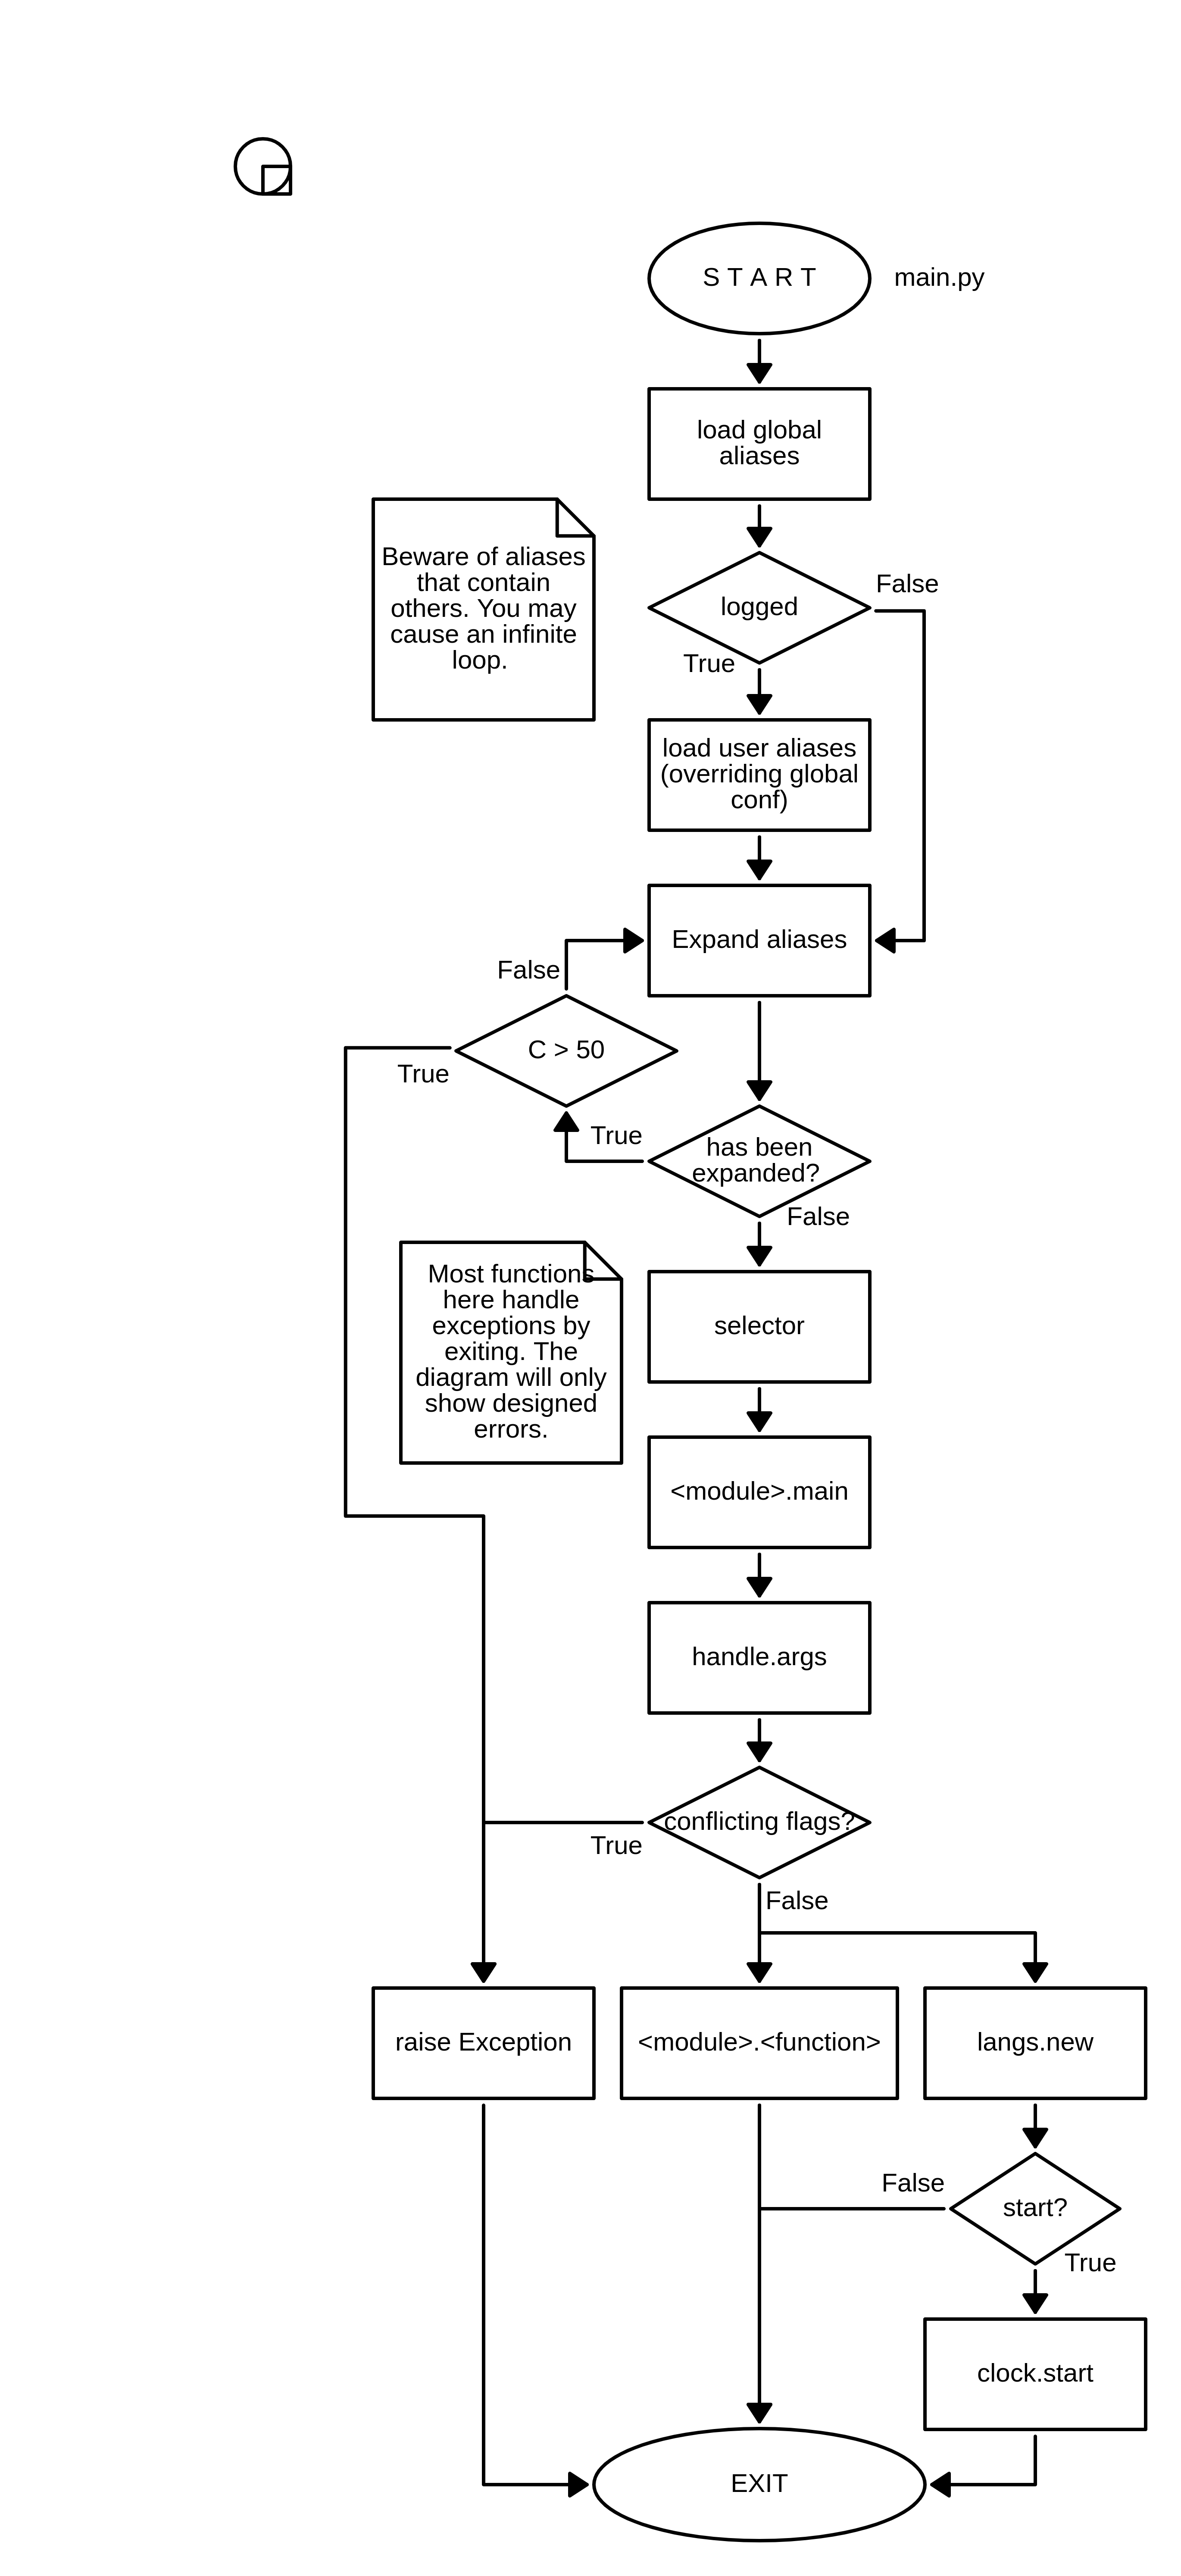 S T A R T
main.py
load global
aliases
Beware of aliases
that contain
others. You may
cause an infinite
loop.
logged
False
True
load user aliases
(overriding global
conf)
Expand aliases
False
C > 50
True
True
has been
expanded?
False
Most functions
here handle
exceptions by
exiting. The
diagram will only
show designed
errors.
selector
<module>.main
handle.args
conflicting flags?
True
False
raise Exception
<module>.<function>
langs.new
False
start?
True
clock.start
EXIT